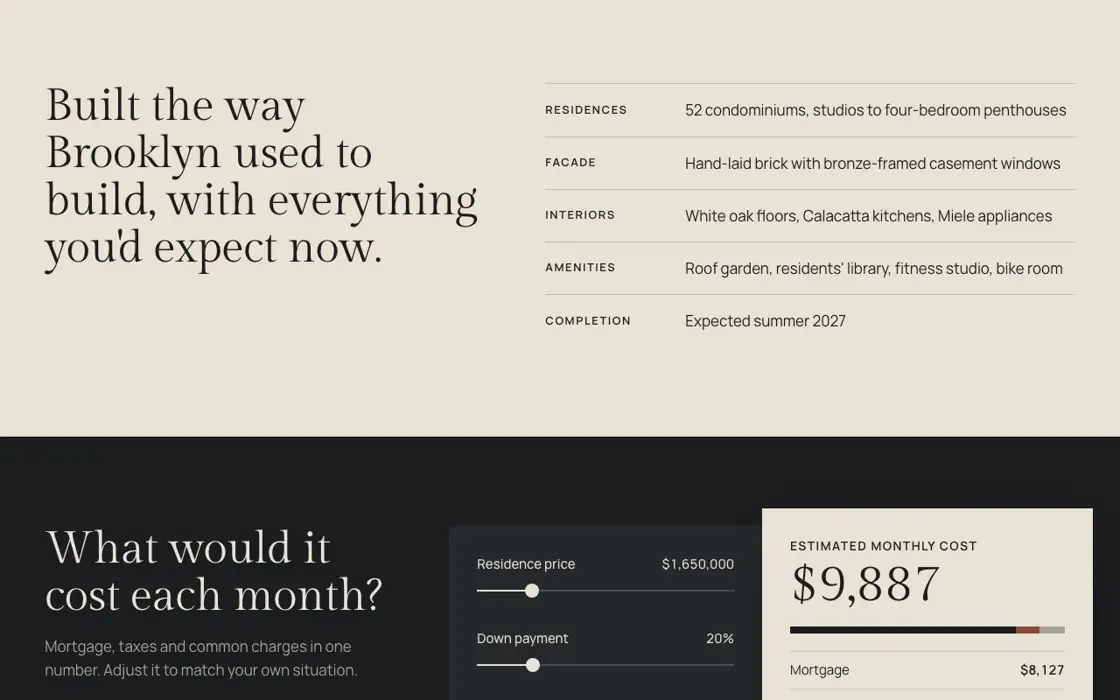 Built the way
Brooklyn used to
build, with everything
you'd expect now.
RESIDENCES 52 condominiums, studios to four-bedroom penthouses
FACADE Hand-laid brick with bronze-framed casement windows
INTERIORS White oak floors, Calacatta kitchens, Miele appliances
AMENITIES Roof garden, residents' library, fitness studio, bike room
COMPLETION Expected summer 2027
What would it
cost each month?
Mortgage, taxes and common charges in one
number. Adjust it to match your own situation.
Residence price $1,650,000
Down payment 20%
ESTIMATED MONTHLY COST
$9,887
Mortgage $8,127